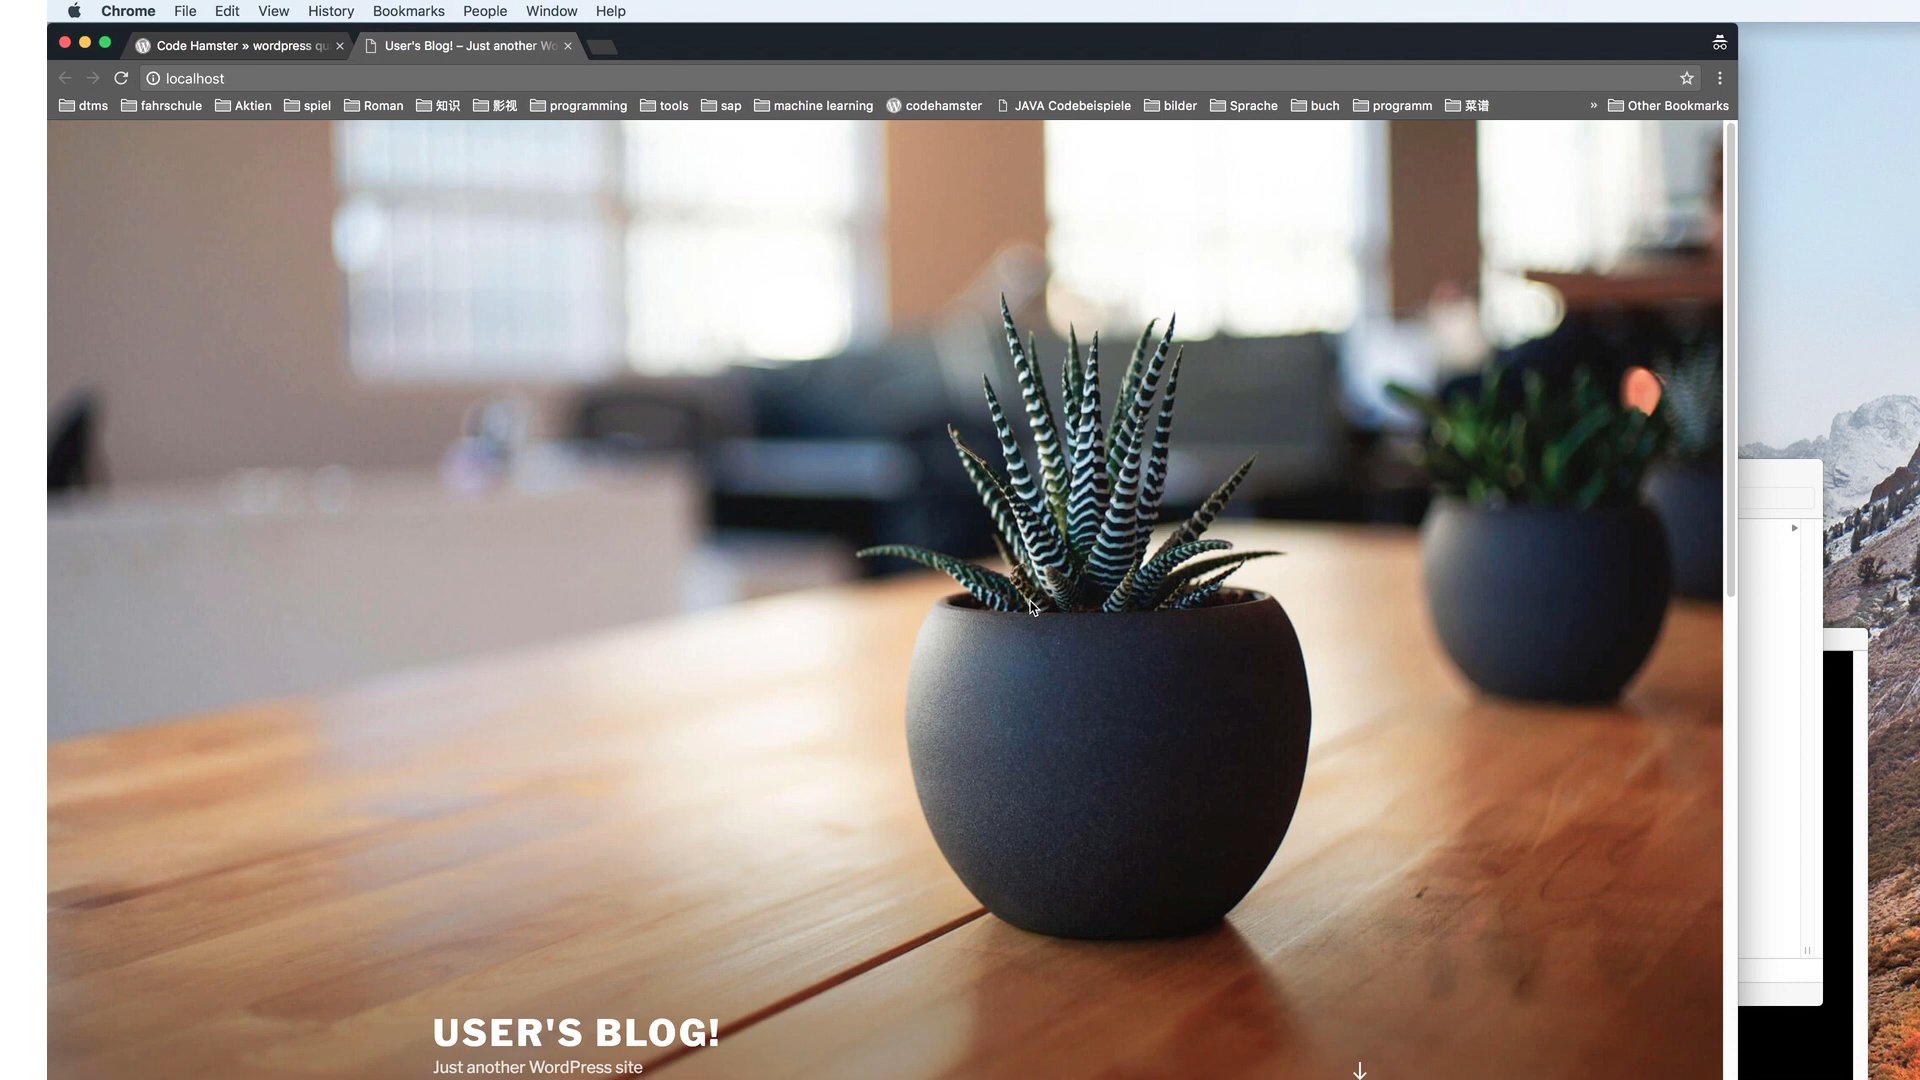 Chrome File Edit View History Bookmarks People Window Help
Code Hamster » wordpress qu User's Blog! – Just another Wo
localhost
dtms fahrschule Aktien spiel Roman 知识 影视 programming tools sap machine learning codehamster JAVA Codebeispiele bilder Sprache buch programm 菜谱 » Other Bookmarks
USER'S BLOG!
Just another WordPress site